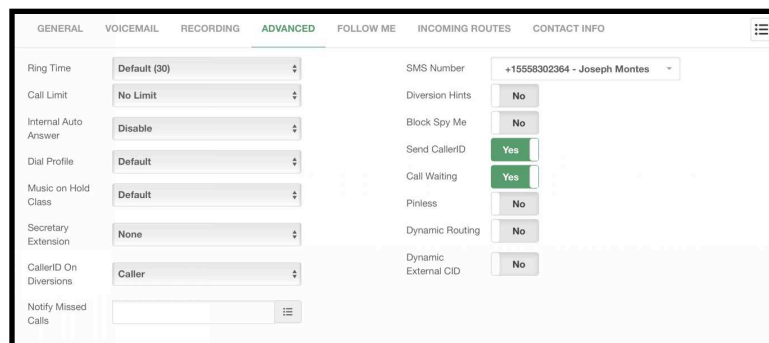 GENERAL VOICEMAIL RECORDING ADVANCED FOLLOW ME INCOMING ROUTES CONTACT INFO
Ring Time Default (30)
Call Limit No Limit
Internal Auto
Answer Disable
Dial Profile Default
Music on Hold
Class Default
Secretary
Extension None
CallerID On
Diversions Caller
Notify Missed
Calls
SMS Number +15558302364 - Joseph Montes
Diversion Hints No
Block Spy Me No
Send CallerID Yes
Call Waiting Yes
Pinless No
Dynamic Routing No
Dynamic
External CID No